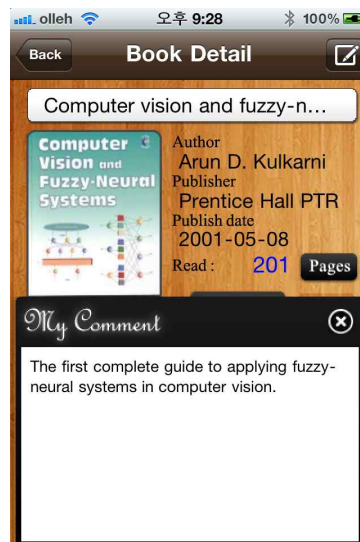 olleh 오후 9:28 100%
Back Book Detail
Computer vision and fuzzy-n...
Computer
Vision and
Fuzzy-Neural
Systems
Author
Arun D. Kulkarni
Publisher
Prentice Hall PTR
Publish date
2001-05-08
Read : 201 Pages
My Comment
The first complete guide to applying fuzzy-
neural systems in computer vision.